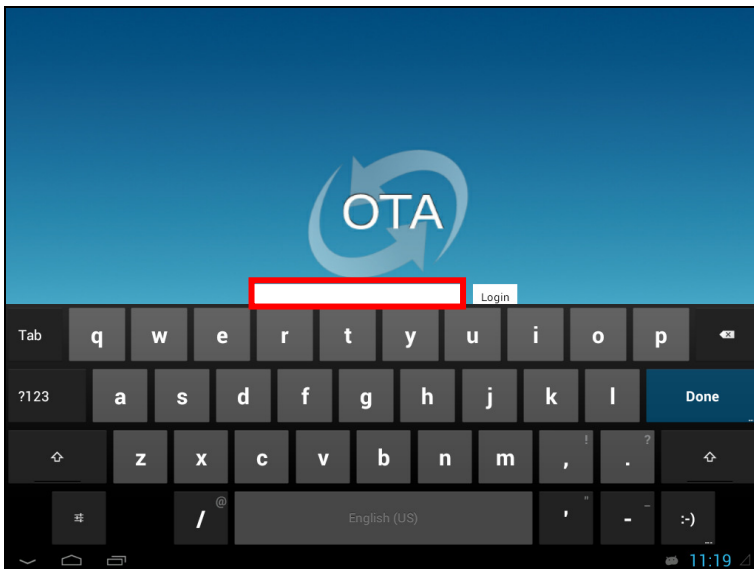 OTA
Login
Tab q w e r t y u i o p
?123 a s d f g h j k l Done
z x c v b n m , ! . ?
/ @ English (US) ' " - _ :-)
11:19